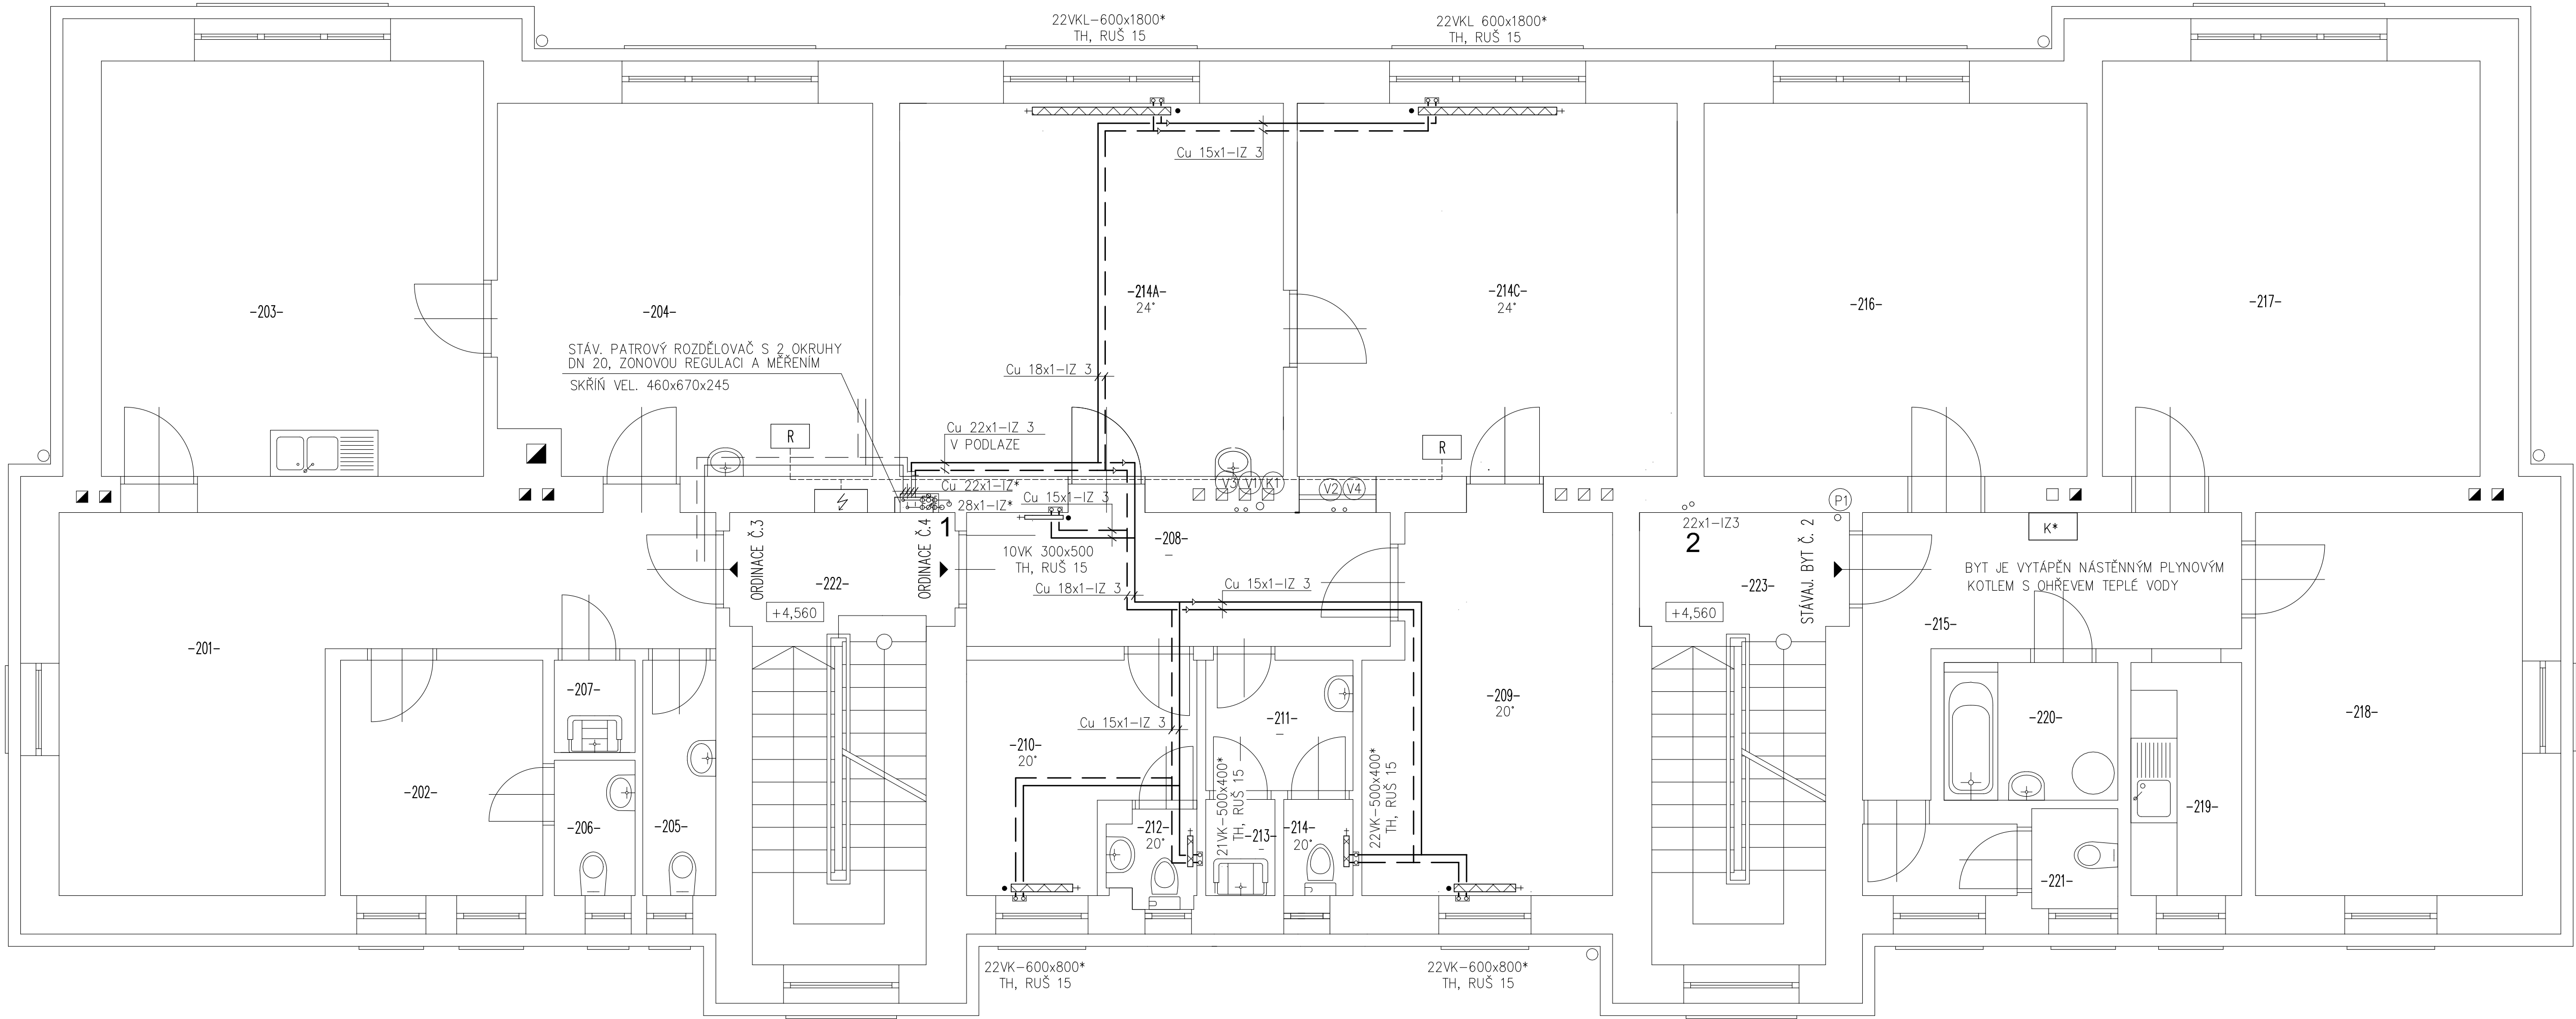 22VKL-600x1800*
TH, RUŠ 15
22VKL 600x1800*
TH, RUŠ 15
Cu 15x1-IZ 3
-203-
-204-
-214A-
24°
-214C-
24°
-216-
-217-
STÁV. PATROVÝ ROZDĚLOVAČ S 2 OKRUHY
DN 20, ZONOVOU REGULACI A MĚŘENÍM
SKŘÍŇ VEL. 460x670x245
Cu 18x1-IZ 3
Cu 22x1-IZ 3
V PODLAZE
R
R
Cu 22x1-IZ*
28x1-IZ*
Cu 15x1-IZ 3
V3
V1
K1
V2
V4
P1
1
ORDINACE Č.3
ORDINACE Č.4
-222-
+4,560
10VK 300x500
TH, RUŠ 15
-208-
Cu 18x1-IZ 3
Cu 15x1-IZ 3
22x1-IZ3
2
STÁVAJ. BYT Č. 2
-223-
+4,560
K*
BYT JE VYTÁPĚN NÁSTĚNNÝM PLYNOVÝM
KOTLEM S OHŘEVEM TEPLÉ VODY
-215-
-201-
-207-
-202-
-206-
-205-
Cu 15x1-IZ 3
-210-
20°
-211-
-209-
20°
-212-
20°
21VK-500x400*
TH, RUŠ 15
-213-
-214-
20°
22VK-500x400*
TH, RUŠ 15
-220-
-218-
-219-
-221-
22VK-600x800*
TH, RUŠ 15
22VK-600x800*
TH, RUŠ 15